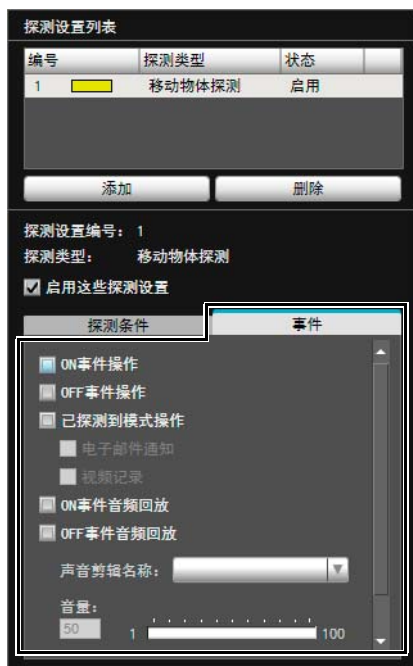 探测设置列表
编号 探测类型 状态
1 移动物体探测 启用
添加 删除
探测设置编号： 1
探测类型： 移动物体探测
启用这些探测设置
探测条件 事件
ON事件操作
OFF事件操作
已探测到模式操作
电子邮件通知
视频记录
ON事件音频回放
OFF事件音频回放
声音剪辑名称：
音量：
50 1 100